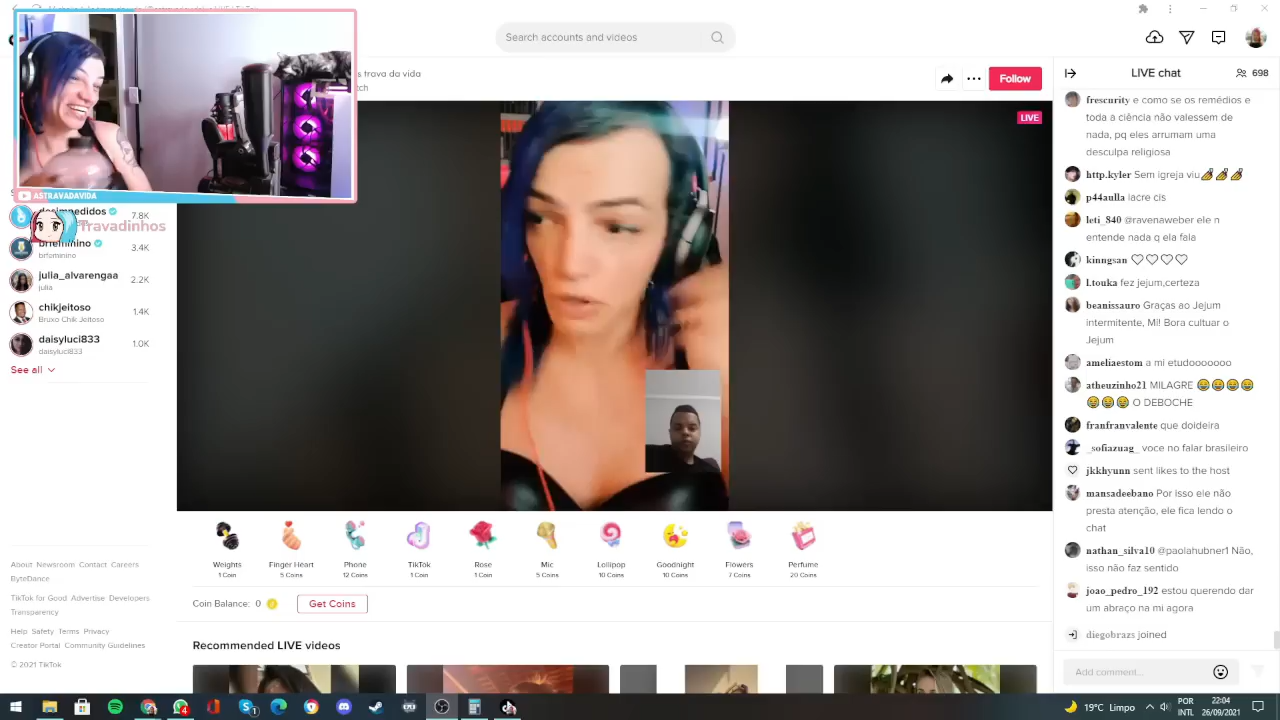 Search accounts and videos
s trava da vida
tch
Follow
LIVE chat
698
LIVE
ASTRAVADAVIDA
Travadinhos
desimpedidos
7.8K
brfeminino
brfeminino
3.4K
julia_alvarengaa
julia
2.2K
chikjeitoso
Bruxo Chik Jeitoso
1.4K
daisyluci833
daisyluci833
1.0K
See all
About Newsroom Contact Careers
ByteDance
TikTok for Good Advertise Developers
Transparency
Help Safety Terms Privacy
Creator Portal Community Guidelines
© 2021 TikTok
Weights
1 Coin
Finger Heart
5 Coins
Phone
12 Coins
TikTok
1 Coin
Rose
1 Coin
Mic
5 Coins
Lollipop
10 Coins
Goodnight
10 Coins
Flowers
7 Coins
Perfume
20 Coins
Coin Balance: 0
Get Coins
Recommended LIVE videos
frescurity e como se os remédios e
toda a ciência não valessem de
nada, pq eles arrumam uma
desculpa religiosa
http.kyler Sem igreja viu
p44ulla lacre cis
leti_840 @ravenaweber ele n
entende nada q ela fala
kinngsan ♡♡♡♡
l.touka fez jejum,certeza
beanissauro Graças ao Jejum
intermitente, Mi! Bora cultuar o
Jejum
ameliaestom a mi etudoooooo
atheuzinho21 MILAGRE 😂😂😂😂
😂😂😂 O DEBOCHE
franfranvalente que doideira
_sofiazuag_ voce no falar brasileiro
jkkhyunn sent likes to the host
mansadeebano Por isso ele não
presta atenção, ele fica lendo o
chat
nathan_silva10 @paolahubner1 Não,
isso não faz sentido
joao_pedro_192 estou querendo dar
um abraço na mi agora
diegobrazs joined
Add comment...
4
1
19°C Limpo
POR
INTL
22:04
26/09/2021